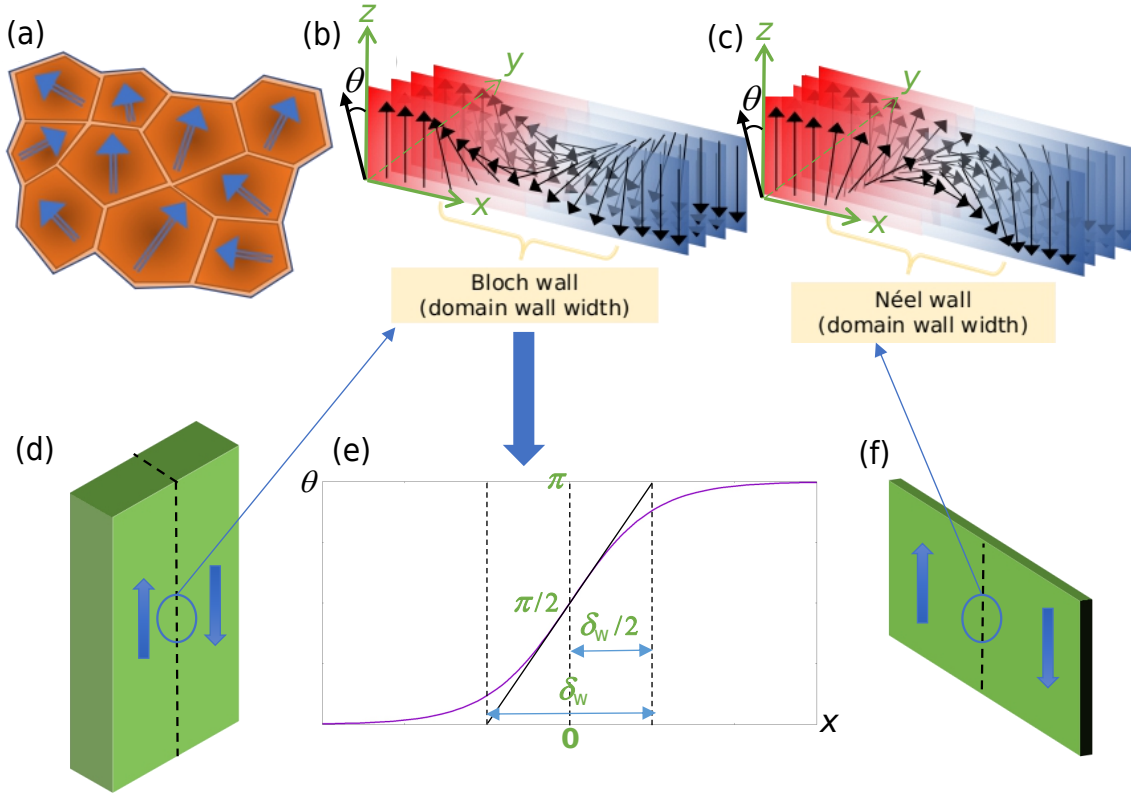 (a)
(b)
z
θ
y
x
(c)
z
θ
y
x
Bloch wall
(domain wall width)
Néel wall
(domain wall width)
(d)
(e)
θ
π
π/2
δw/2
δw
0
x
(f)